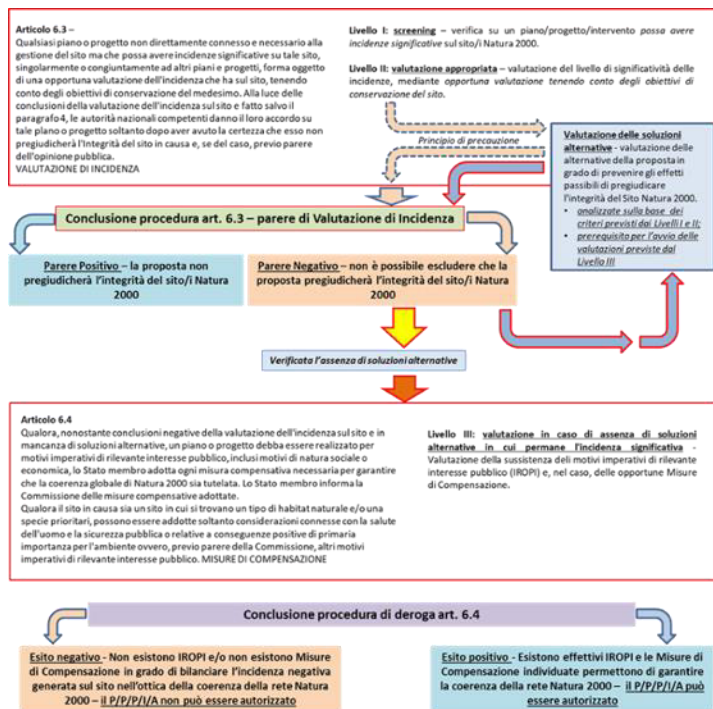 Articolo 6.3 –
Qualsiasi piano o progetto non direttamente connesso e necessario alla
gestione del sito ma che possa avere incidenze significative su tale sito,
singolarmente o congiuntamente ad altri piani e progetti, forma oggetto
di una opportuna valutazione dell'incidenza che ha sul sito, tenendo
conto degli obiettivi di conservazione del medesimo. Alla luce delle
conclusioni della valutazione dell'incidenza sul sito e fatto salvo il
paragrafo 4, le autorità nazionali competenti danno il loro accordo su
tale piano o progetto soltanto dopo aver avuto la certezza che esso non
pregiudicherà l'integrità del sito in causa e, se del caso, previo parere
dell'opinione pubblica.
VALUTAZIONE DI INCIDENZA
Livello I: screening – verifica su un piano/progetto/intervento possa avere
incidenze significative sul sito/i Natura 2000.
Livello II: valutazione appropriata – valutazione del livello di significatività delle
incidenze, mediante opportuna valutazione tenendo conto degli obiettivi di
conservazione del sito.
Principio di precauzione
Valutazione delle soluzioni
alternative - valutazione delle
alternative della proposta in
grado di prevenire gli effetti
passibili di pregiudicare
l'integrità del Sito Natura 2000.
• analizzate sulla base dei
criteri previsti dai Livelli I e II;
• prerequisito per l'avvio delle
valutazioni previste dal
Livello III
Conclusione procedura art. 6.3 – parere di Valutazione di Incidenza
Parere Positivo – la proposta non
pregiudicherà l'integrità del sito/i Natura
2000
Parere Negativo – non è possibile escludere che la
proposta pregiudicherà l'integrità del sito/i Natura
2000
Verificata l'assenza di soluzioni alternative
Articolo 6.4
Qualora, nonostante conclusioni negative della valutazione dell'incidenza sul sito e in
mancanza di soluzioni alternative, un piano o progetto debba essere realizzato per
motivi imperativi di rilevante interesse pubblico, inclusi motivi di natura sociale o
economica, lo Stato membro adotta ogni misura compensativa necessaria per garantire
che la coerenza globale di Natura 2000 sia tutelata. Lo Stato membro informa la
Commissione delle misure compensative adottate.
Qualora il sito in causa sia un sito in cui si trovano un tipo di habitat naturale e/o una
specie prioritari, possono essere addotte soltanto considerazioni connesse con la salute
dell'uomo e la sicurezza pubblica o relative a conseguenze positive di primaria
importanza per l'ambiente ovvero, previo parere della Commissione, altri motivi
imperativi di rilevante interesse pubblico. MISURE DI COMPENSAZIONE
Livello III: valutazione in caso di assenza di soluzioni
alternative in cui permane l'incidenza significativa -
Valutazione della sussistenza deli motivi imperativi di rilevante
interesse pubblico (IROPI) e, nel caso, delle opportune Misure
di Compensazione.
Conclusione procedura di deroga art. 6.4
Esito negativo - Non esistono IROPI e/o non esistono Misure
di Compensazione in grado di bilanciare l'incidenza negativa
generata sul sito nell'ottica della coerenza della rete Natura
2000 – il P/P/P/I/A non può essere autorizzato
Esito positivo - Esistono effettivi IROPI e le Misure di
Compensazione individuate permettono di garantire
la coerenza della rete Natura 2000 – il P/P/P/I/A può
essere autorizzato